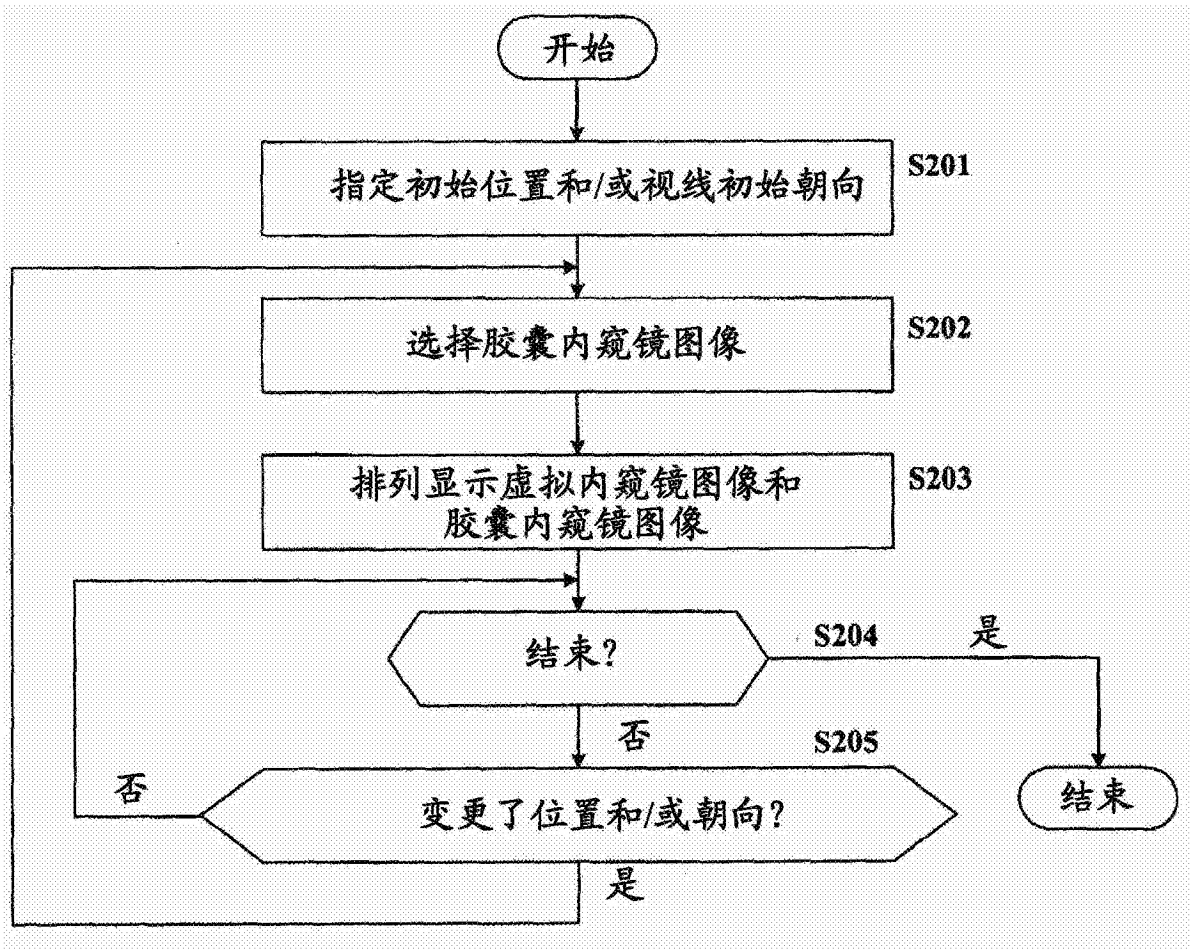 开始
指定初始位置和/或视线初始朝向
S201
选择胶囊内窥镜图像
S202
排列显示虚拟内窥镜图像和
胶囊内窥镜图像
S203
结束?
S204
是
否
S205
否
变更了位置和/或朝向?
结束
是